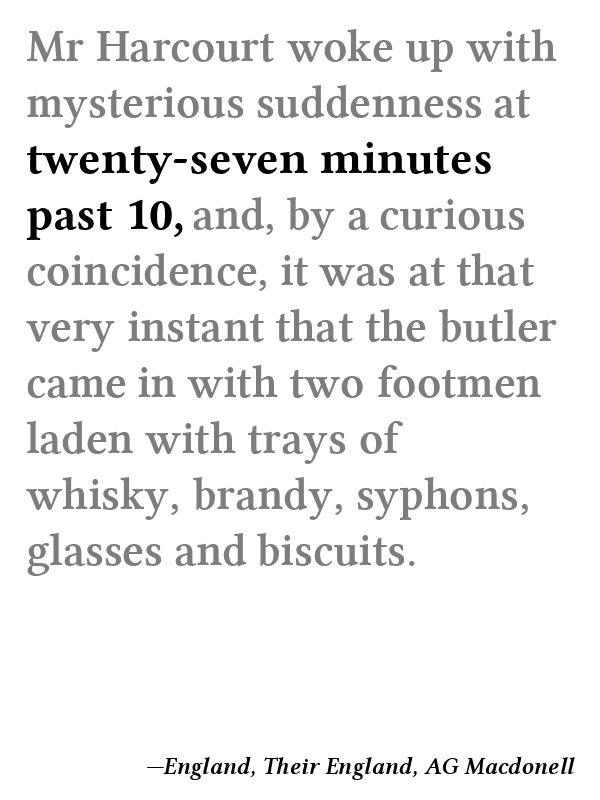 Mr Harcourt woke up with
mysterious suddenness at
twenty-seven minutes
past 10, and, by a curious
coincidence, it was at that
very instant that the butler
came in with two footmen
laden with trays of
whisky, brandy, syphons,
glasses and biscuits.
—England, Their England, AG Macdonell